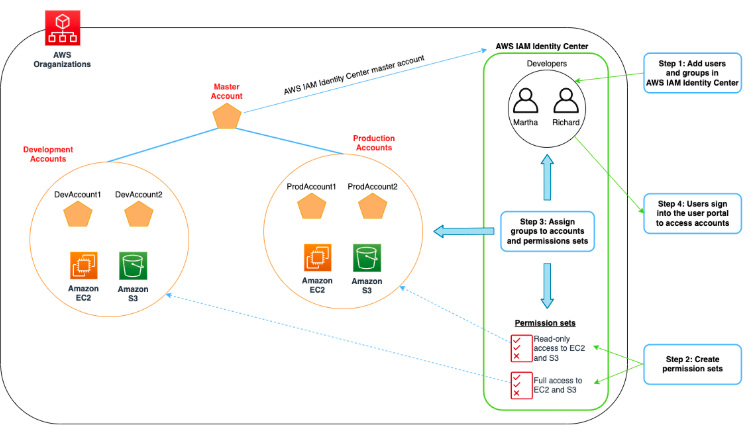 AWS
Oraganizations
Master
Account
AWS IAM Identity Center master account
AWS IAM Identity Center
Developers
Martha
Richard
Step 1: Add users
and groups in
AWS IAM Identity Center
Development
Accounts
Production
Accounts
DevAccount1
DevAccount2
ProdAccount1
ProdAccount2
Amazon
EC2
Amazon
S3
Amazon
EC2
Amazon
S3
Step 3: Assign
groups to accounts
and permissions sets
Step 4: Users sign
into the user portal
to access accounts
Permission sets
Read-only
access to EC2
and S3
Full access to
EC2 and S3
Step 2: Create
permission sets